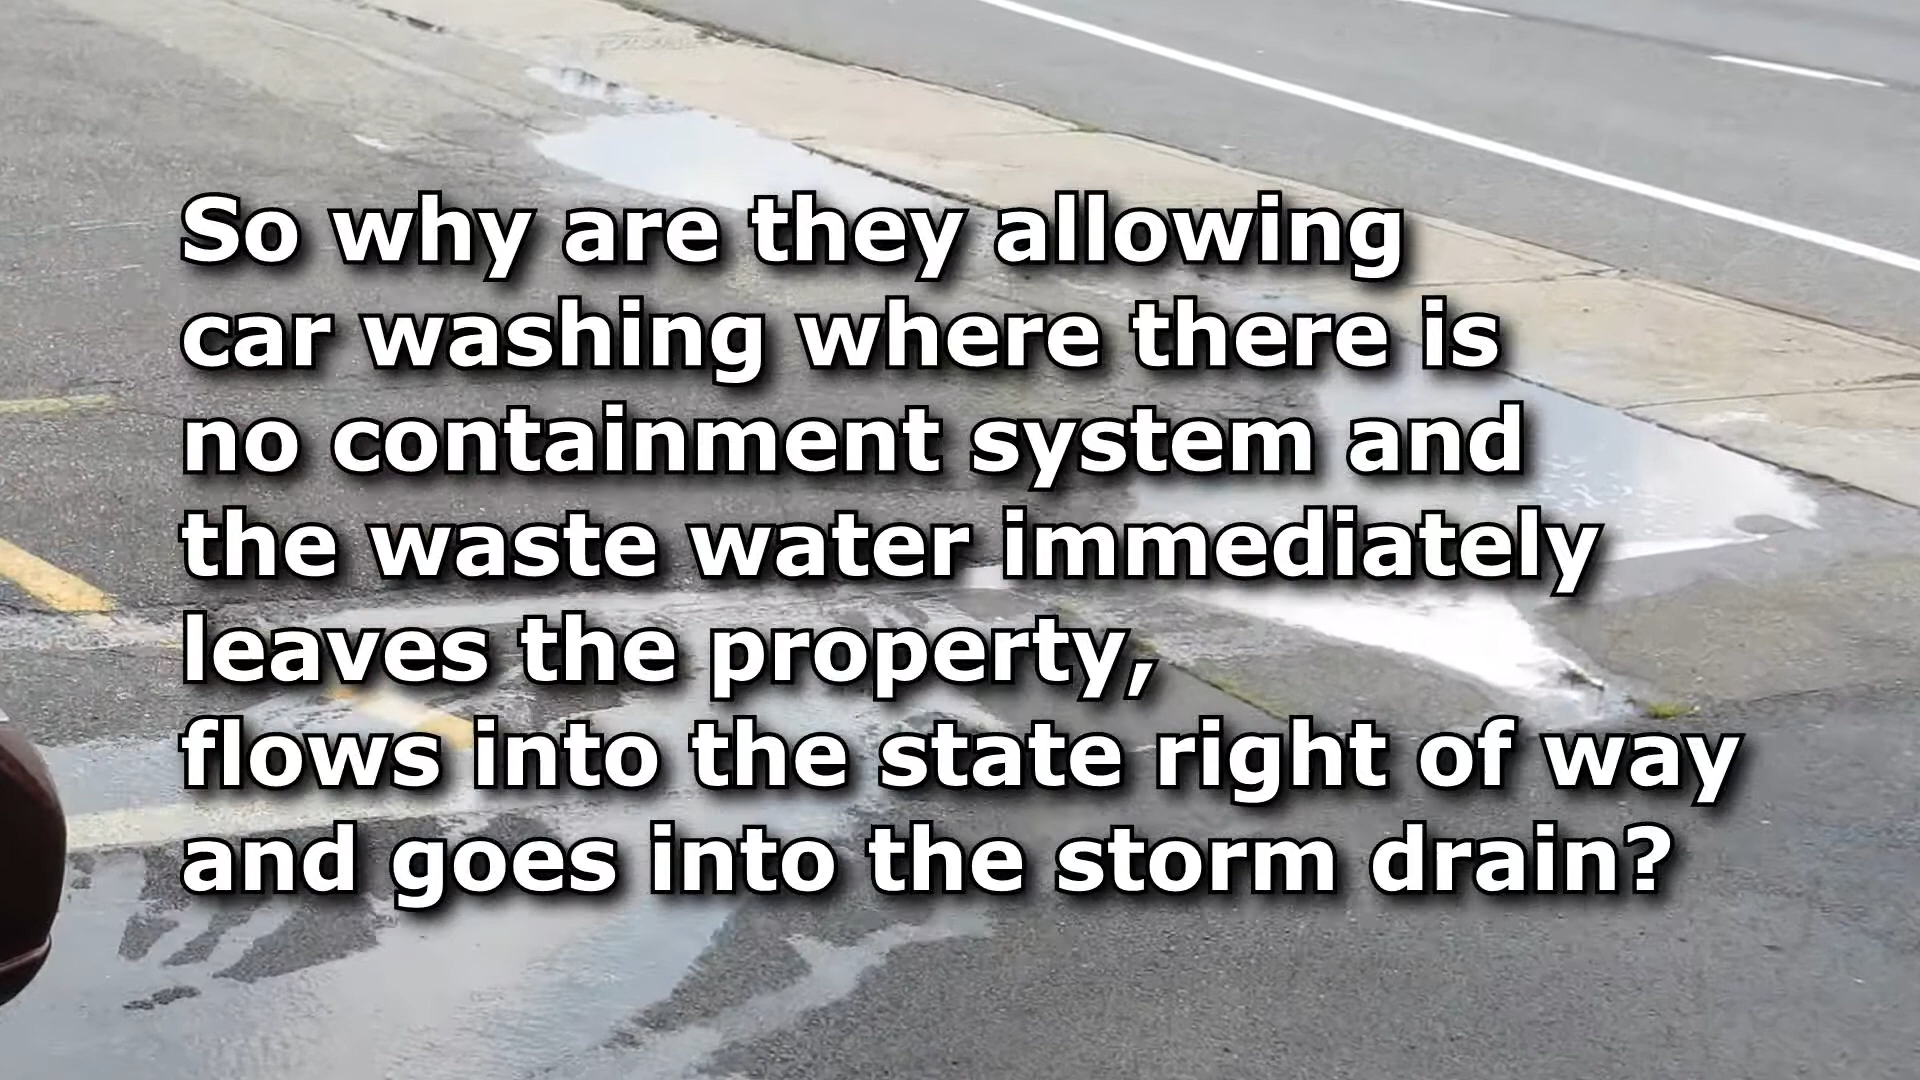 So why are they allowing
car washing where there is
no containment system and
the waste water immediately
leaves the property,
flows into the state right of way
and goes into the storm drain?